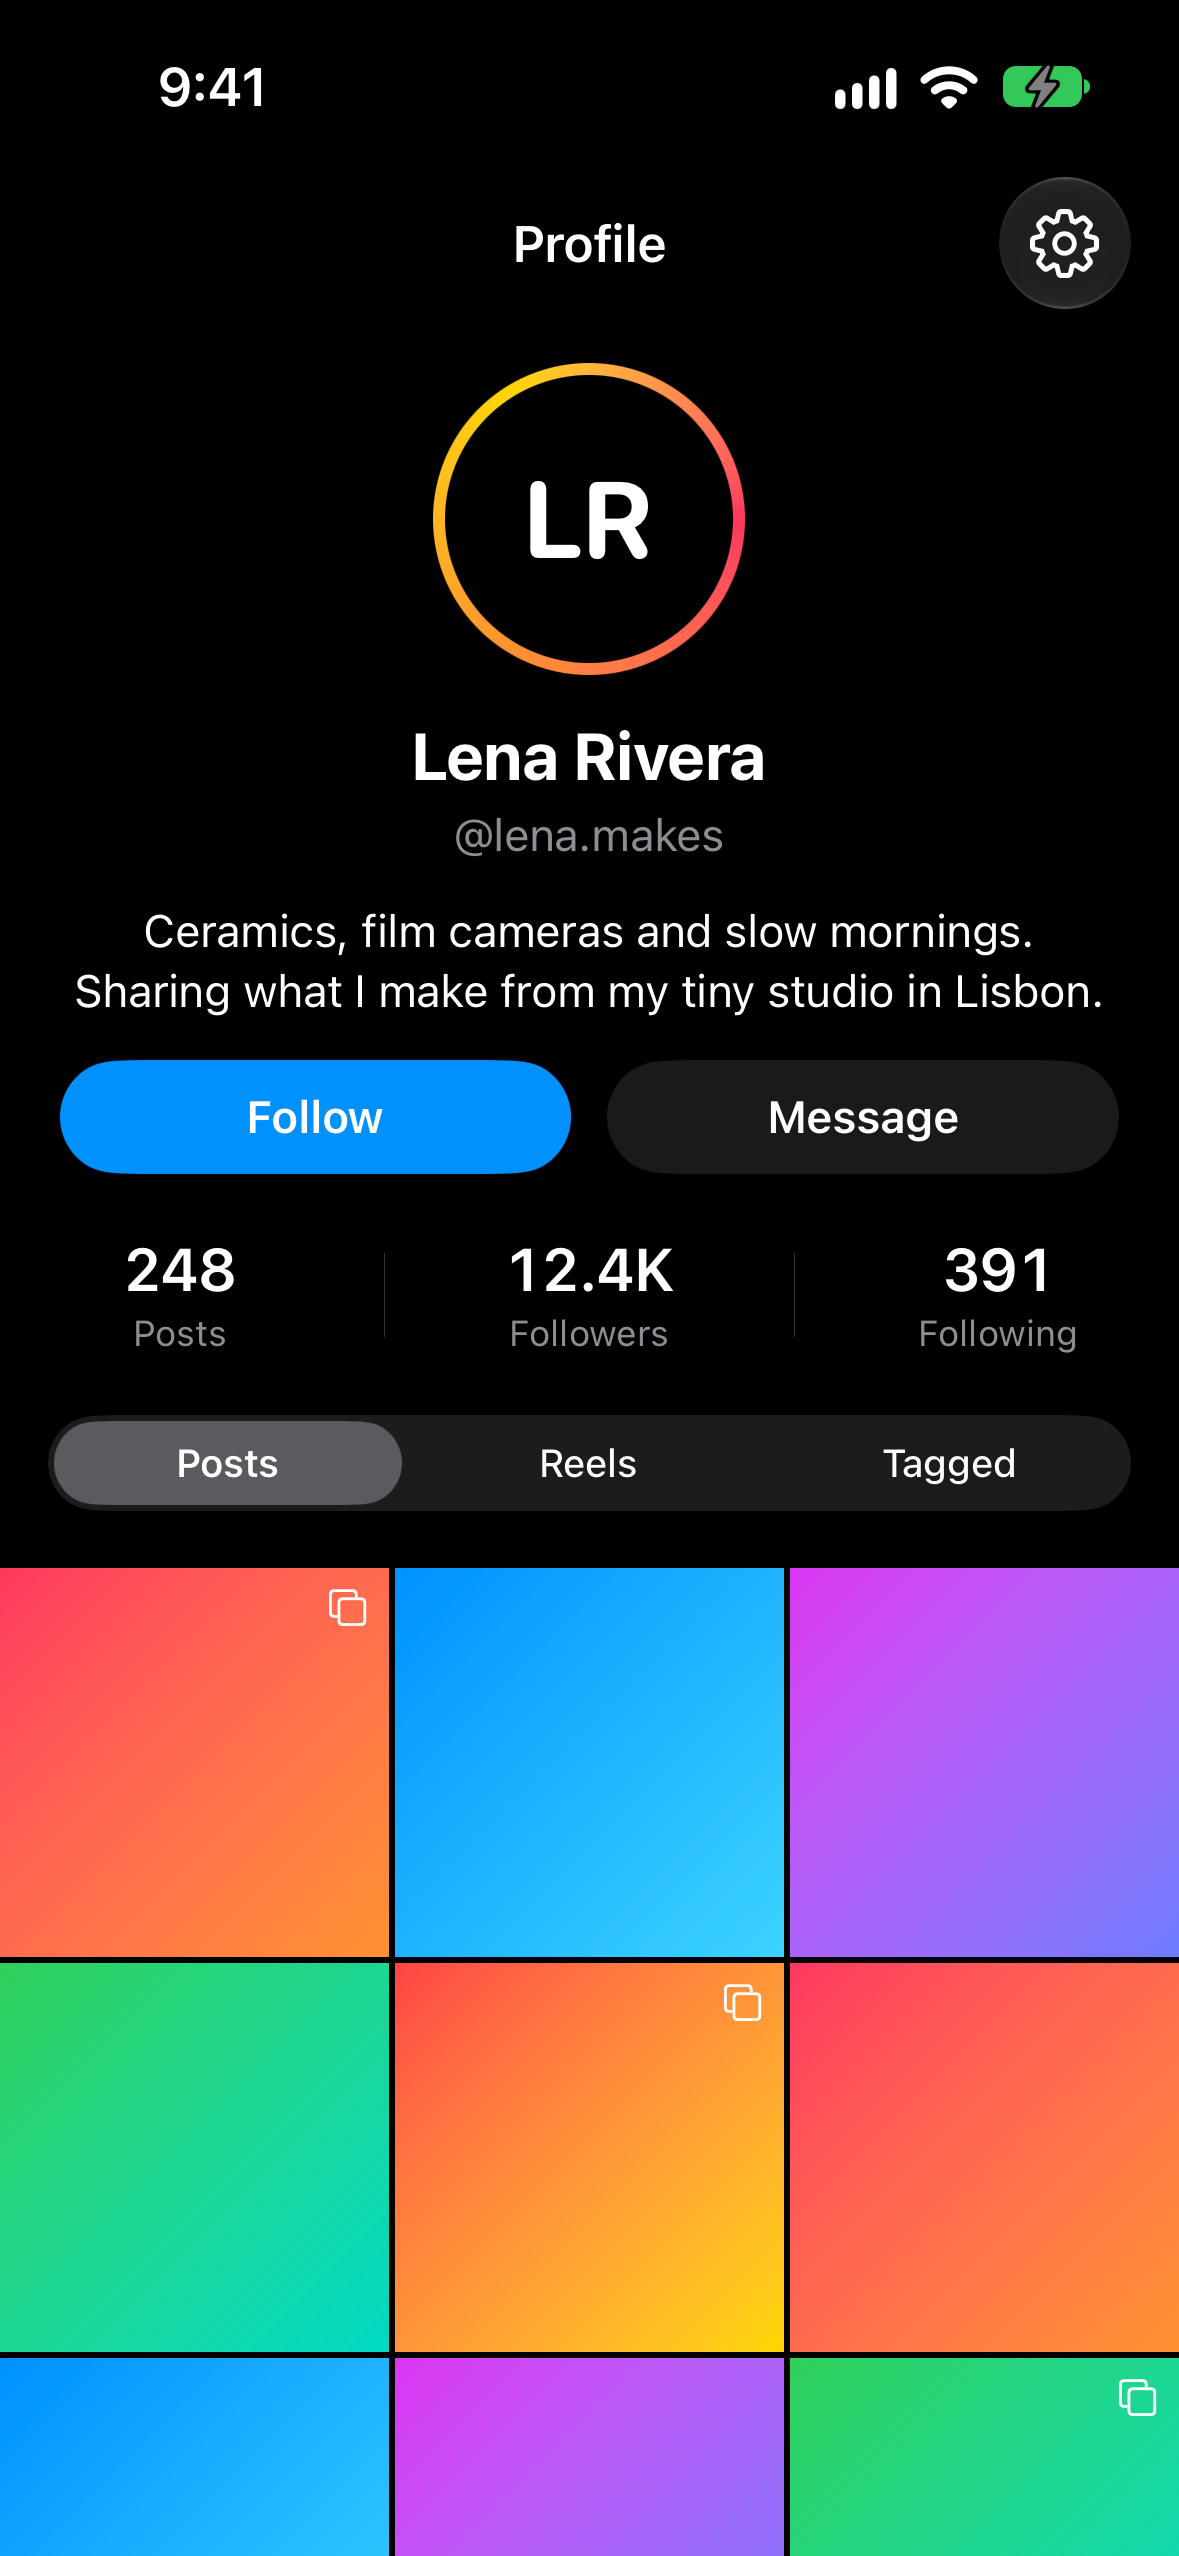 9:41
Profile
LR
Lena Rivera
@lena.makes
Ceramics, film cameras and slow mornings.
Sharing what I make from my tiny studio in Lisbon.
Follow
Message
248
Posts
12.4K
Followers
391
Following
Posts
Reels
Tagged